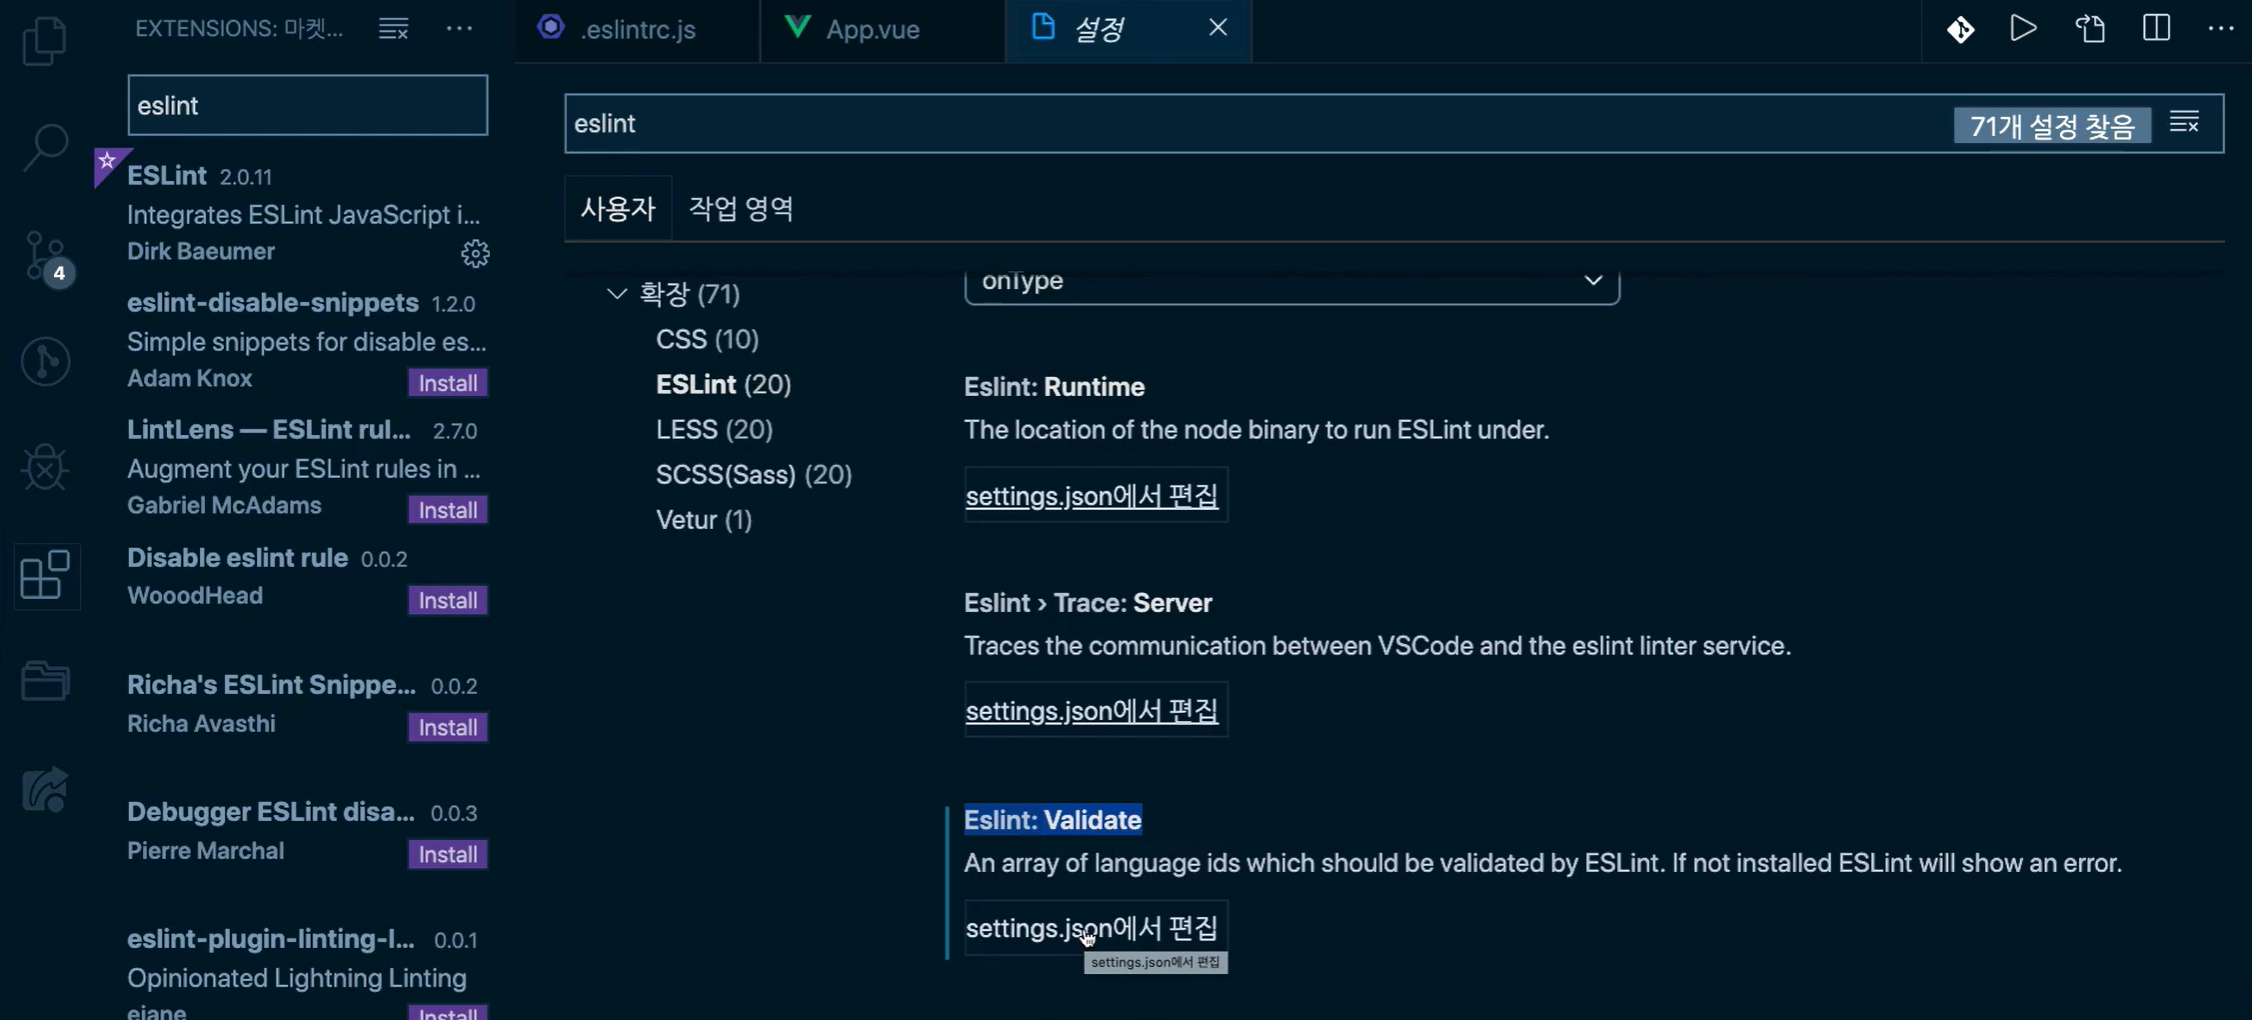 EXTENSIONS: 마켓...
.eslintrc.js
App.vue
설정
eslint
ESLint 2.0.11
Integrates ESLint JavaScript i...
Dirk Baeumer
4
eslint-disable-snippets 1.2.0
Simple snippets for disable es...
Adam Knox
Install
LintLens — ESLint rul... 2.7.0
Augment your ESLint rules in ...
Gabriel McAdams
Install
Disable eslint rule 0.0.2
WooodHead
Install
Richa's ESLint Snippe... 0.0.2
Richa Avasthi
Install
Debugger ESLint disa... 0.0.3
Pierre Marchal
Install
eslint-plugin-linting-l... 0.0.1
Opinionated Lightning Linting
ejane
Install
eslint
71개 설정 찾음
사용자 작업 영역
확장 (71)
CSS (10)
ESLint (20)
LESS (20)
SCSS(Sass) (20)
Vetur (1)
onType
Eslint: Runtime
The location of the node binary to run ESLint under.
settings.json에서 편집
Eslint › Trace: Server
Traces the communication between VSCode and the eslint linter service.
settings.json에서 편집
Eslint: Validate
An array of language ids which should be validated by ESLint. If not installed ESLint will show an error.
settings.json에서 편집
settings.json에서 편집